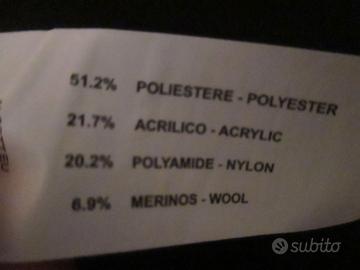 51.2% POLIESTERE - POLYESTER
21.7% ACRILICO - ACRYLIC
20.2% POLYAMIDE - NYLON
6.9% MERINOS - WOOL
subito